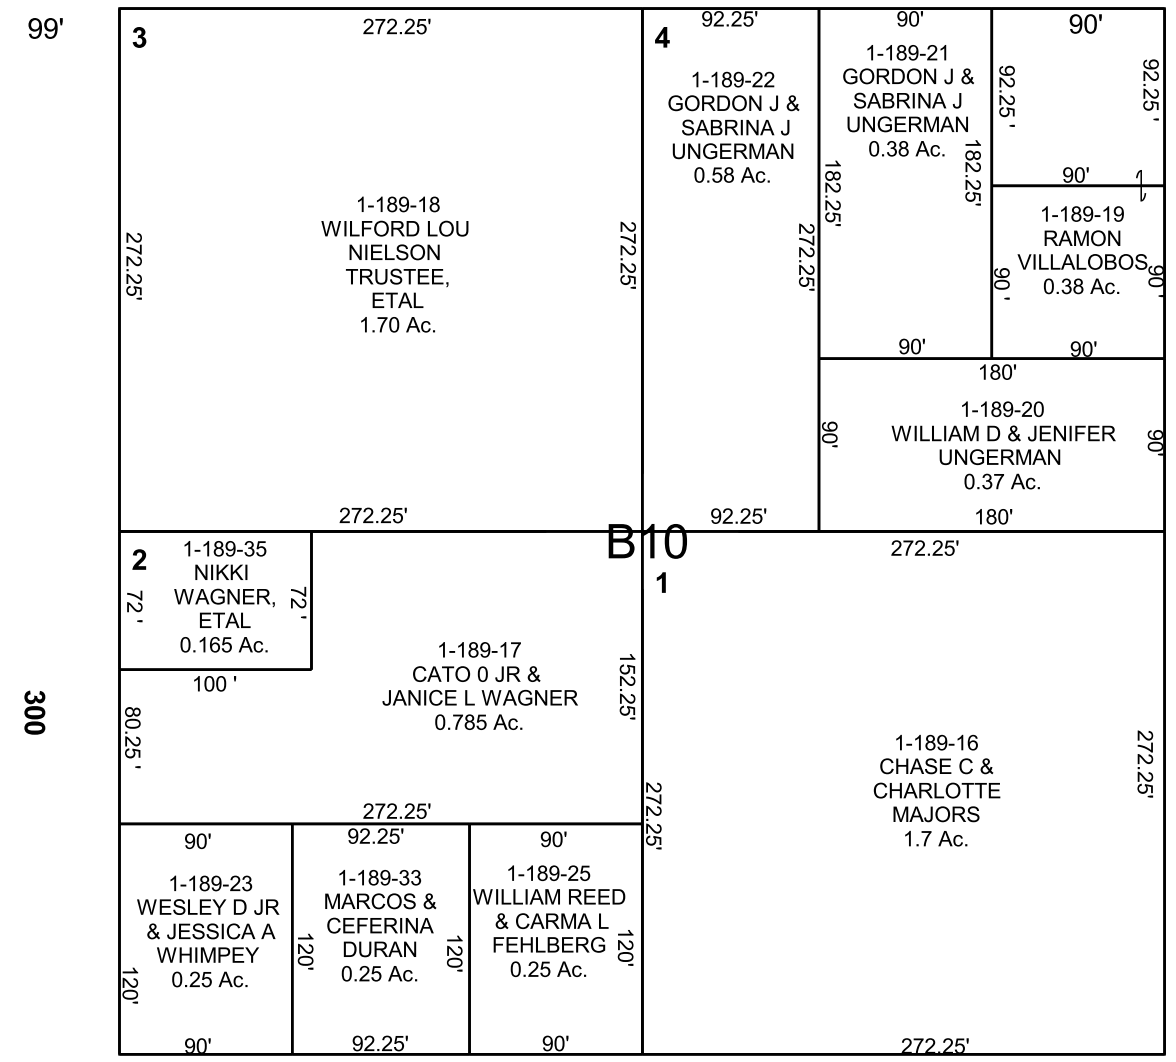 99'
3
272.25'
4
92.25'
90'
90'
1-189-22
GORDON J &
SABRINA J
UNGERMAN
0.58 Ac.
1-189-21
GORDON J &
SABRINA J
UNGERMAN
0.38 Ac.
92.25 '
92.25 '
182.25'
182.25'
90'
1-189-18
WILFORD LOU
NIELSON
TRUSTEE,
ETAL
1.70 Ac.
272.25'
272.25'
272.25'
1-189-19
RAMON
VILLALOBOS
0.38 Ac.
90 '
90'
90'
90'
180'
1-189-20
WILLIAM D & JENIFER
UNGERMAN
0.37 Ac.
90'
90'
272.25'
92.25'
180'
B10
2
1-189-35
NIKKI
WAGNER,
ETAL
0.165 Ac.
72 '
72 '
100 '
1
272.25'
300
80.25 '
1-189-17
CATO 0 JR &
JANICE L WAGNER
0.785 Ac.
152.25'
272.25'
272.25'
1-189-16
CHASE C &
CHARLOTTE
MAJORS
1.7 Ac.
272.25'
90'
92.25'
90'
1-189-23
WESLEY D JR
& JESSICA A
WHIMPEY
0.25 Ac.
120'
1-189-33
MARCOS &
CEFERINA
DURAN
0.25 Ac.
120'
120'
1-189-25
WILLIAM REED
& CARMA L
FEHLBERG
0.25 Ac.
120'
90'
92.25'
90'
272.25'